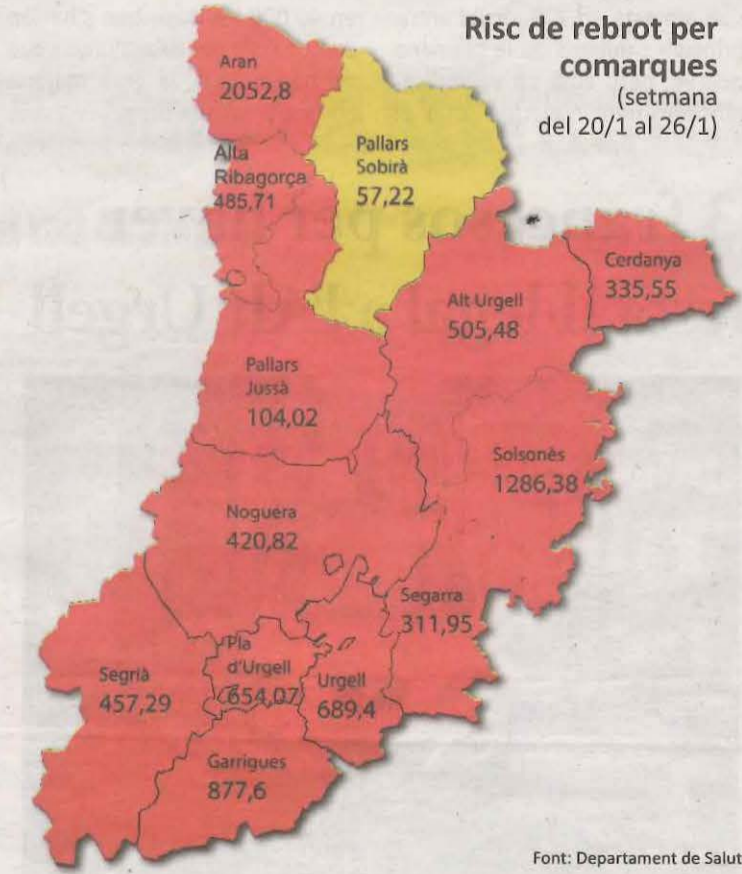 Risc de rebrot per
comarques
(setmana
del 20/1 al 26/1)
Aran
2052,8
Pallars
Sobirà
57,22
Alta
Ribagorça
485,71
Cerdanya
335,55
Alt Urgell
505,48
Pallars
Jussà
104,02
Solsonès
1286,38
Noguera
420,82
Segarra
311,95
Pla
d'Urgell
654,07
Urgell
689,4
Segrià
457,29
Garrigues
877,6
Font: Departament de Salut